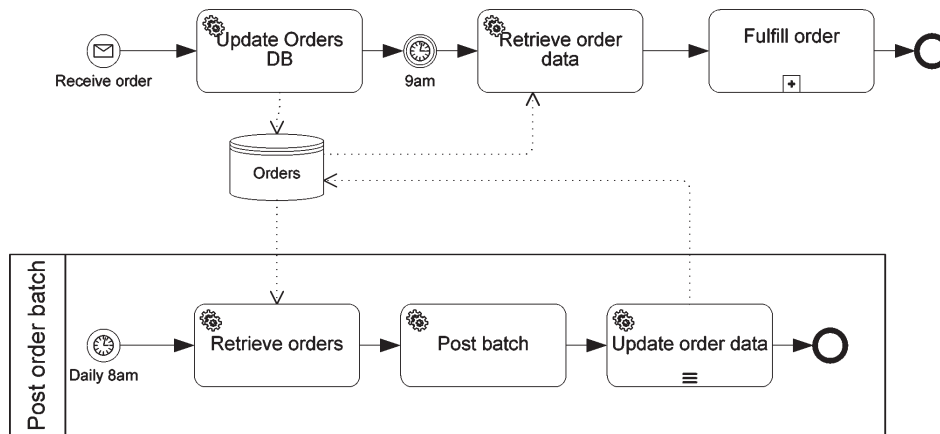 Update Orders
DB
Retrieve order
data
Fulfill order
Receive order
9am
Orders
Post order batch
Retrieve orders
Post batch
Update order data
Daily 8am